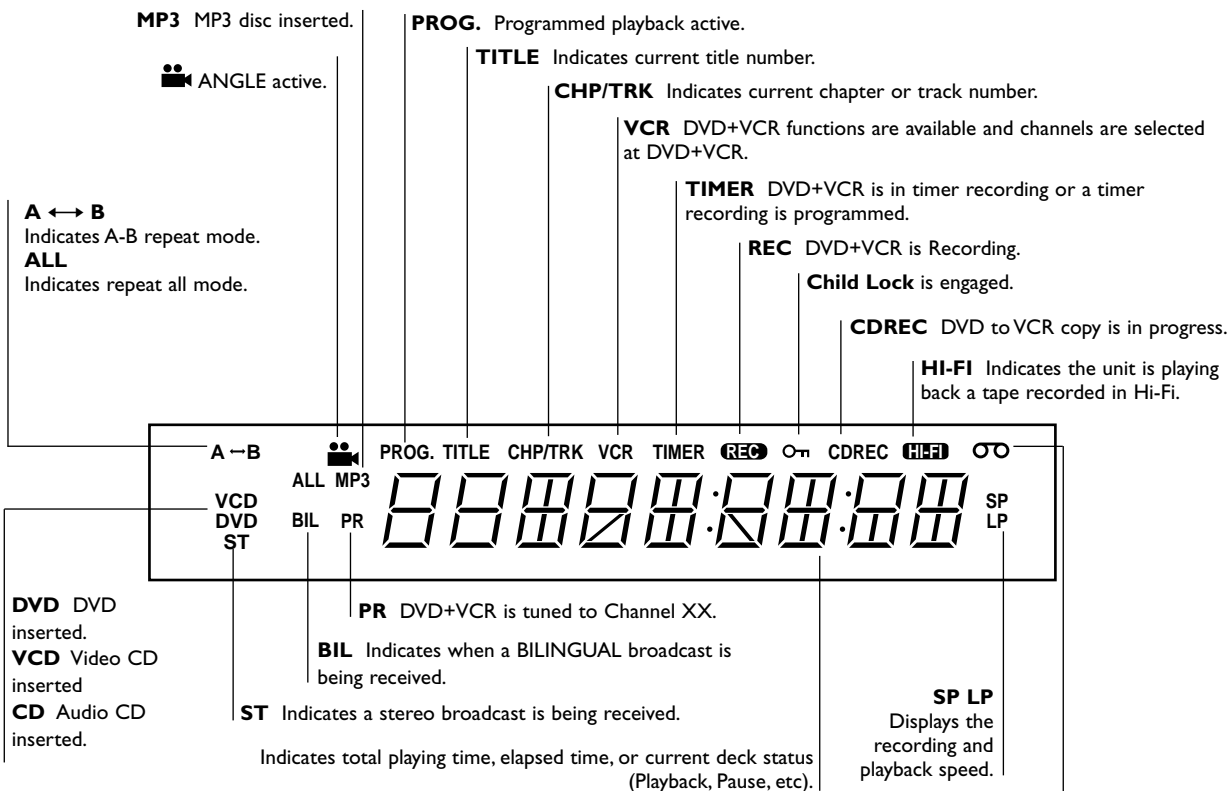 MP3 MP3 disc inserted.
PROG. Programmed playback active.
TITLE Indicates current title number.
ANGLE active.
CHP/TRK Indicates current chapter or track number.
VCR DVD+VCR functions are available and channels are selected
at DVD+VCR.
TIMER DVD+VCR is in timer recording or a timer
recording is programmed.
A ⟷ B
Indicates A-B repeat mode.
ALL
Indicates repeat all mode.
REC DVD+VCR is Recording.
Child Lock is engaged.
CDREC DVD to VCR copy is in progress.
HI-FI Indicates the unit is playing
back a tape recorded in Hi-Fi.
A ↔ B PROG. TITLE CHP/TRK VCR TIMER REC CDREC HI-FI
ALL MP3
VCD
DVD
ST
BIL PR
SP
LP
DVD DVD
inserted.
VCD Video CD
inserted
CD Audio CD
inserted.
PR DVD+VCR is tuned to Channel XX.
BIL Indicates when a BILINGUAL broadcast is
being received.
ST Indicates a stereo broadcast is being received.
Indicates total playing time, elapsed time, or current deck status
(Playback, Pause, etc).
SP LP
Displays the
recording and
playback speed.